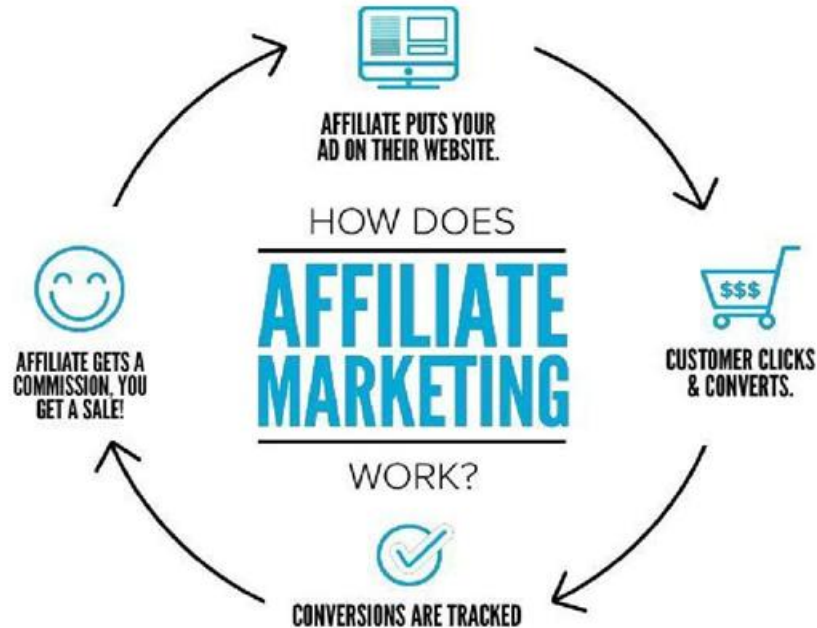 AFFILIATE PUTS YOUR
AD ON THEIR WEBSITE.
HOW DOES
AFFILIATE
MARKETING
WORK?
$$$
CUSTOMER CLICKS
& CONVERTS.
CONVERSIONS ARE TRACKED
AFFILIATE GETS A
COMMISSION, YOU
GET A SALE!